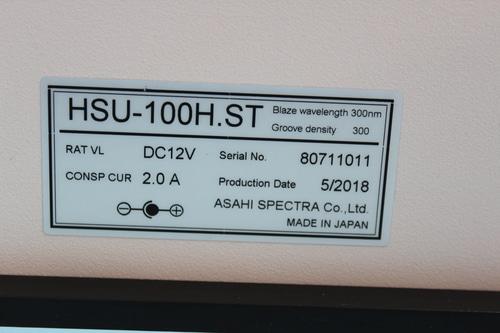 HSU-100H.ST
Blaze wavelength 300nm
Groove density 300
RAT VL DC12V
Serial No. 80711011
CONSP CUR 2.0 A
Production Date 5/2018
ASAHI SPECTRA Co.,Ltd.
MADE IN JAPAN